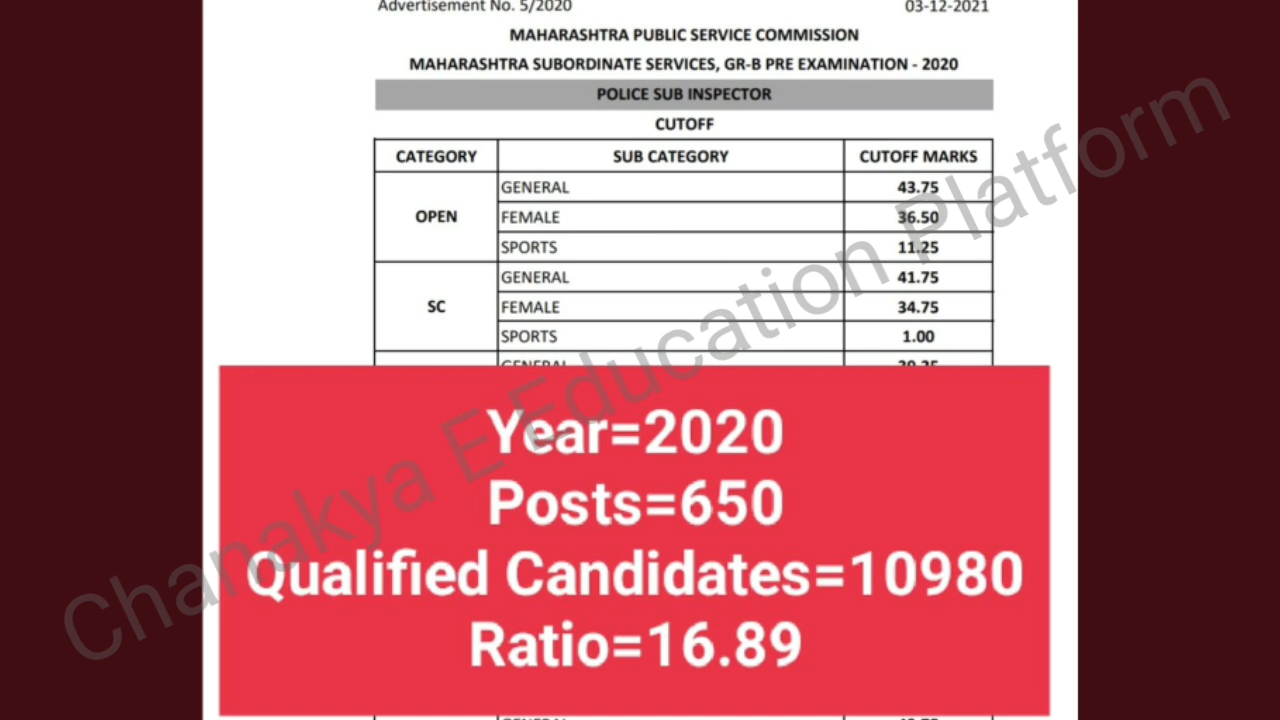 Advertisement No. 5/2020 03-12-2021
MAHARASHTRA PUBLIC SERVICE COMMISSION
MAHARASHTRA SUBORDINATE SERVICES, GR-B PRE EXAMINATION - 2020
POLICE SUB INSPECTOR
CUTOFF
CATEGORY SUB CATEGORY CUTOFF MARKS
GENERAL 43.75
OPEN FEMALE 36.50
SPORTS 11.25
GENERAL 41.75
SC FEMALE 34.75
SPORTS 1.00
GENERAL
Year=2020
Posts=650
Qualified Candidates=10980
Ratio=16.89
GENERAL
Chanakya E Education Platform